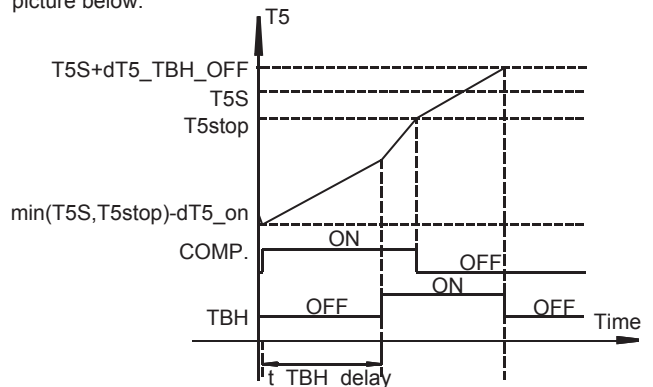 picture below:
T5
T5S+dT5_TBH_OFF
T5S
T5stop
min(T5S,T5stop)-dT5_on
COMP.
ON
OFF
TBH
OFF
ON
OFF
Time
t_TBH_delay